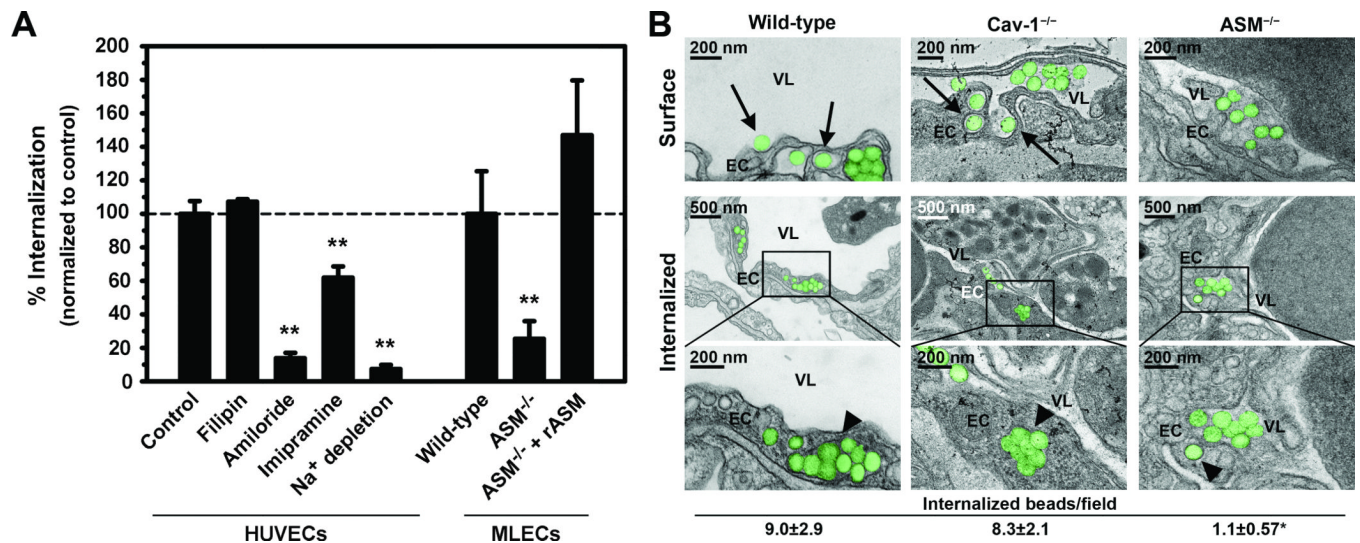 A
% Internalization
(normalized to control)
200
180
160
140
120
100
80
60
40
20
0
**
**
**
**
Control
Filipin
Amiloride
Imipramine
Na+ depletion
Wild-type
ASM-/-
ASM-/- + rASM
HUVECs
MLECs
B
Wild-type
Cav-1–/–
ASM–/–
Surface
200 nm
VL
EC
200 nm
VL
EC
200 nm
VL
EC
Internalized
500 nm
VL
EC
500 nm
VL
EC
500 nm
EC
VL
200 nm
VL
EC
200 nm
VL
EC
200 nm
EC
VL
Internalized beads/field
9.0±2.9
8.3±2.1
1.1±0.57*